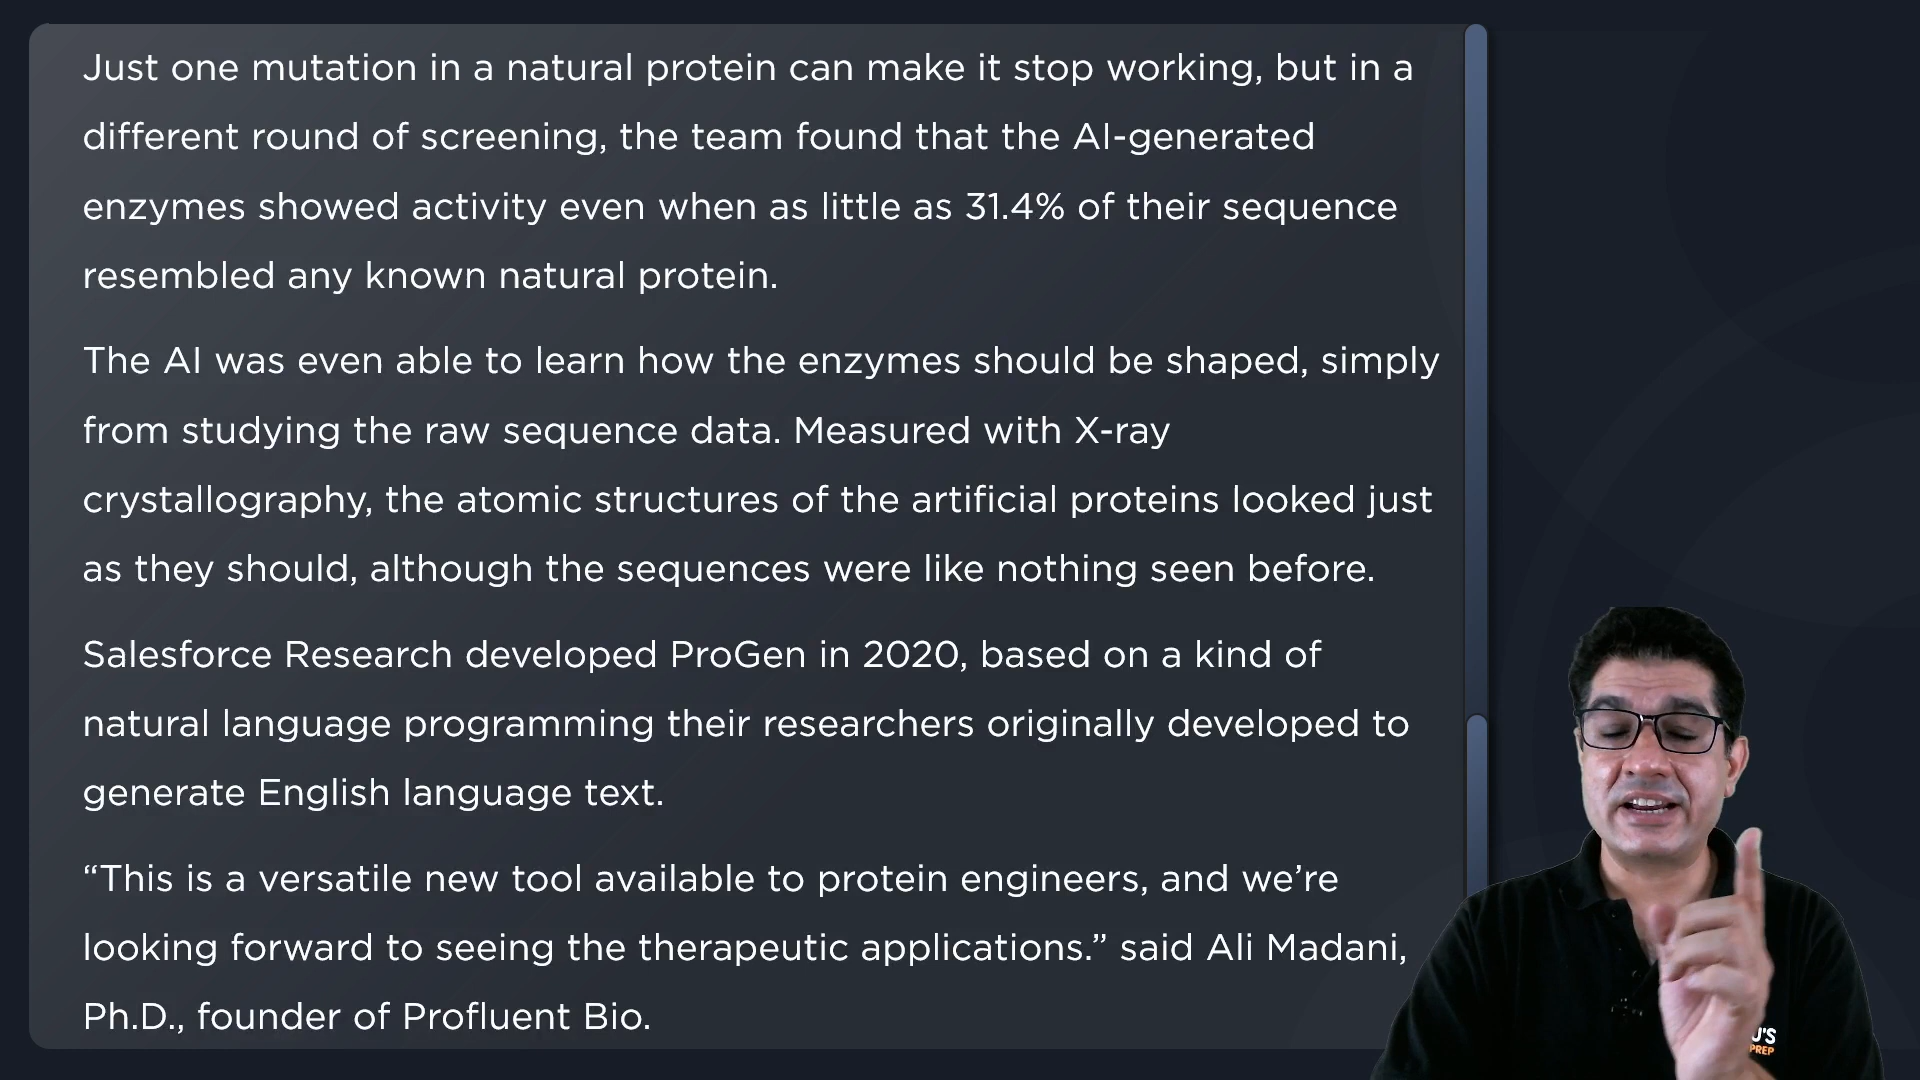 Just one mutation in a natural protein can make it stop working, but in a
different round of screening, the team found that the AI-generated
enzymes showed activity even when as little as 31.4% of their sequence
resembled any known natural protein.
The AI was even able to learn how the enzymes should be shaped, simply
from studying the raw sequence data. Measured with X-ray
crystallography, the atomic structures of the artificial proteins looked just
as they should, although the sequences were like nothing seen before.
Salesforce Research developed ProGen in 2020, based on a kind of
natural language programming their researchers originally developed to
generate English language text.
“This is a versatile new tool available to protein engineers, and we’re
looking forward to seeing the therapeutic applications.” said Ali Madani,
Ph.D., founder of Profluent Bio.
J'S
PREP